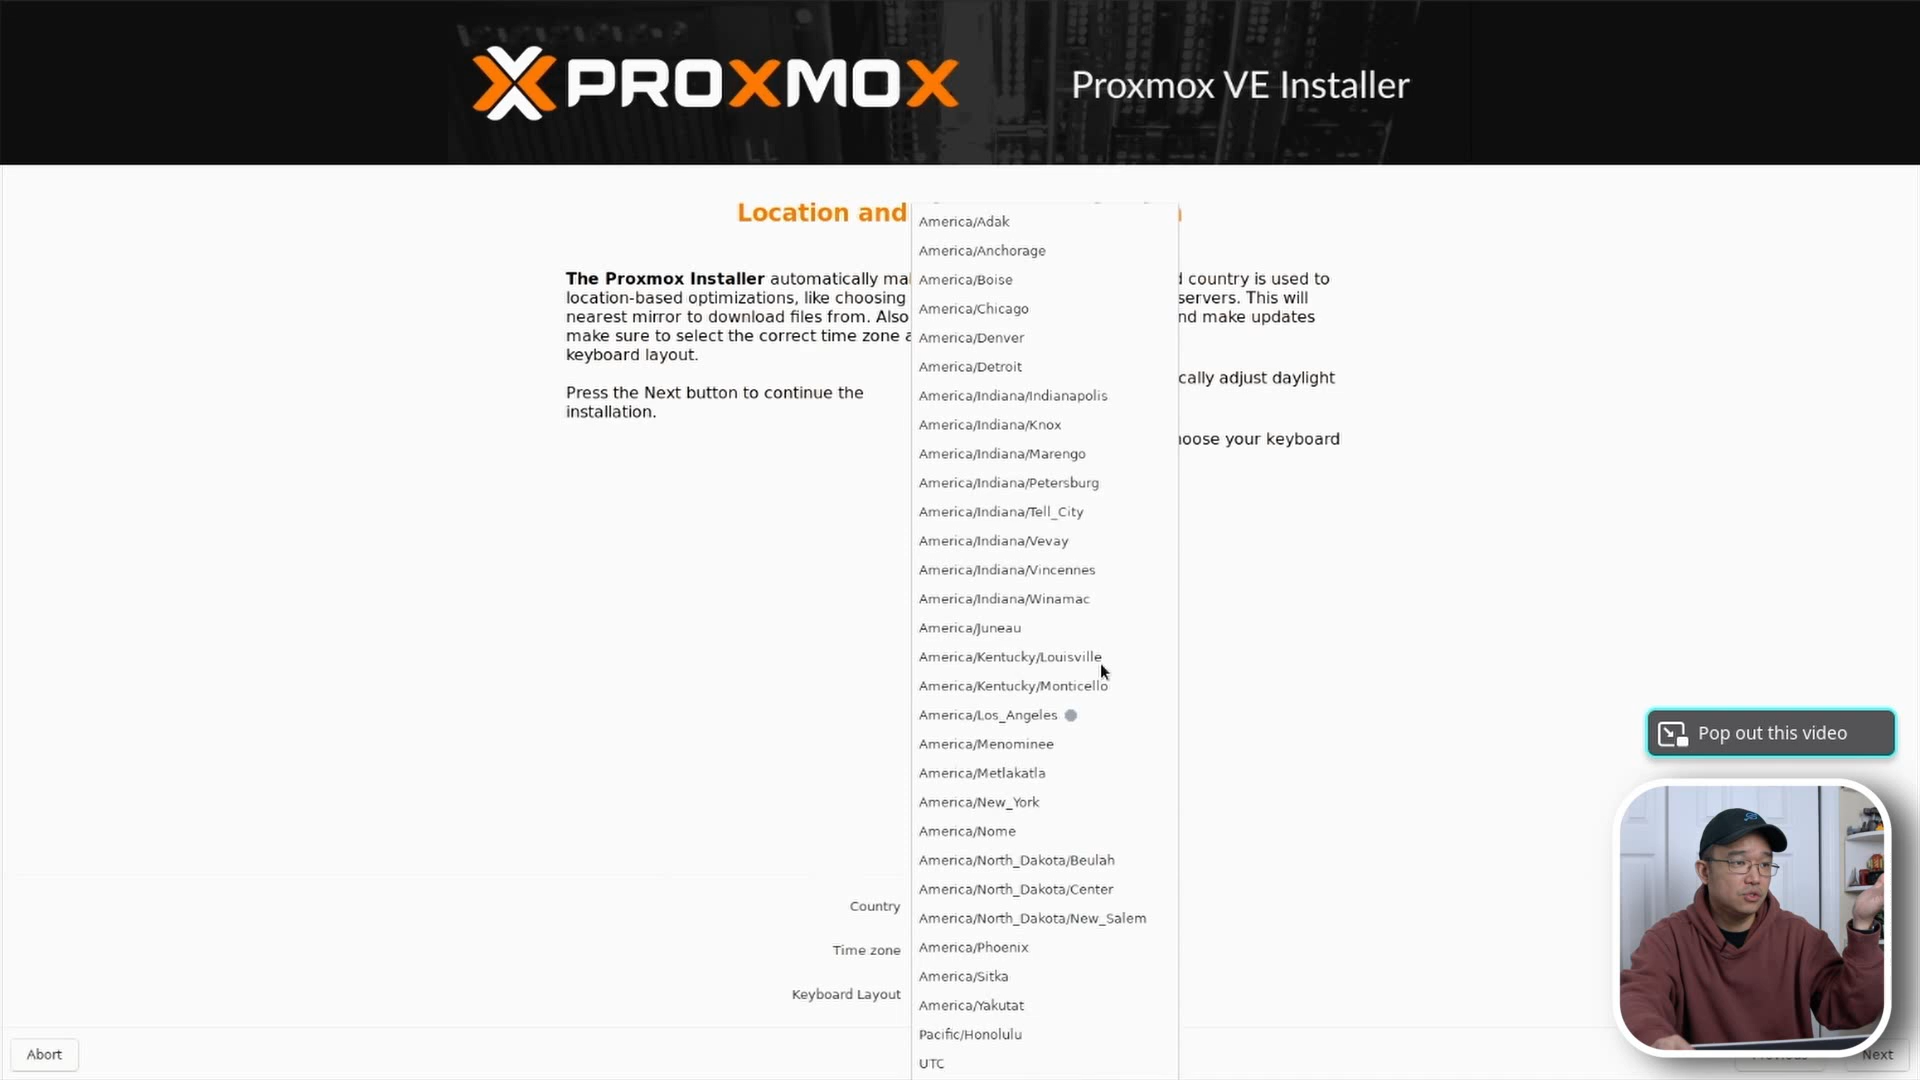 PROXMOX
Proxmox VE Installer
Location and
The Proxmox Installer automatically
location-based optimizations, like choosing
nearest mirror to download files from. Also
make sure to select the correct time zone
keyboard layout.
Press the Next button to continue the
installation.
country is used to
servers. This will
make updates
adjust daylight
your keyboard
America/Adak
America/Anchorage
America/Boise
America/Chicago
America/Denver
America/Detroit
America/Indiana/Indianapolis
America/Indiana/Knox
America/Indiana/Marengo
America/Indiana/Petersburg
America/Indiana/Tell_City
America/Indiana/Vevay
America/Indiana/Vincennes
America/Indiana/Winamac
America/Juneau
America/Kentucky/Louisville
America/Kentucky/Monticello
America/Los_Angeles
America/Menominee
America/Metlakatla
America/New_York
America/Nome
America/North_Dakota/Beulah
America/North_Dakota/Center
America/North_Dakota/New_Salem
America/Phoenix
America/Sitka
America/Yakutat
Pacific/Honolulu
UTC
Country
Time zone
Keyboard Layout
Pop out this video
Abort
Next